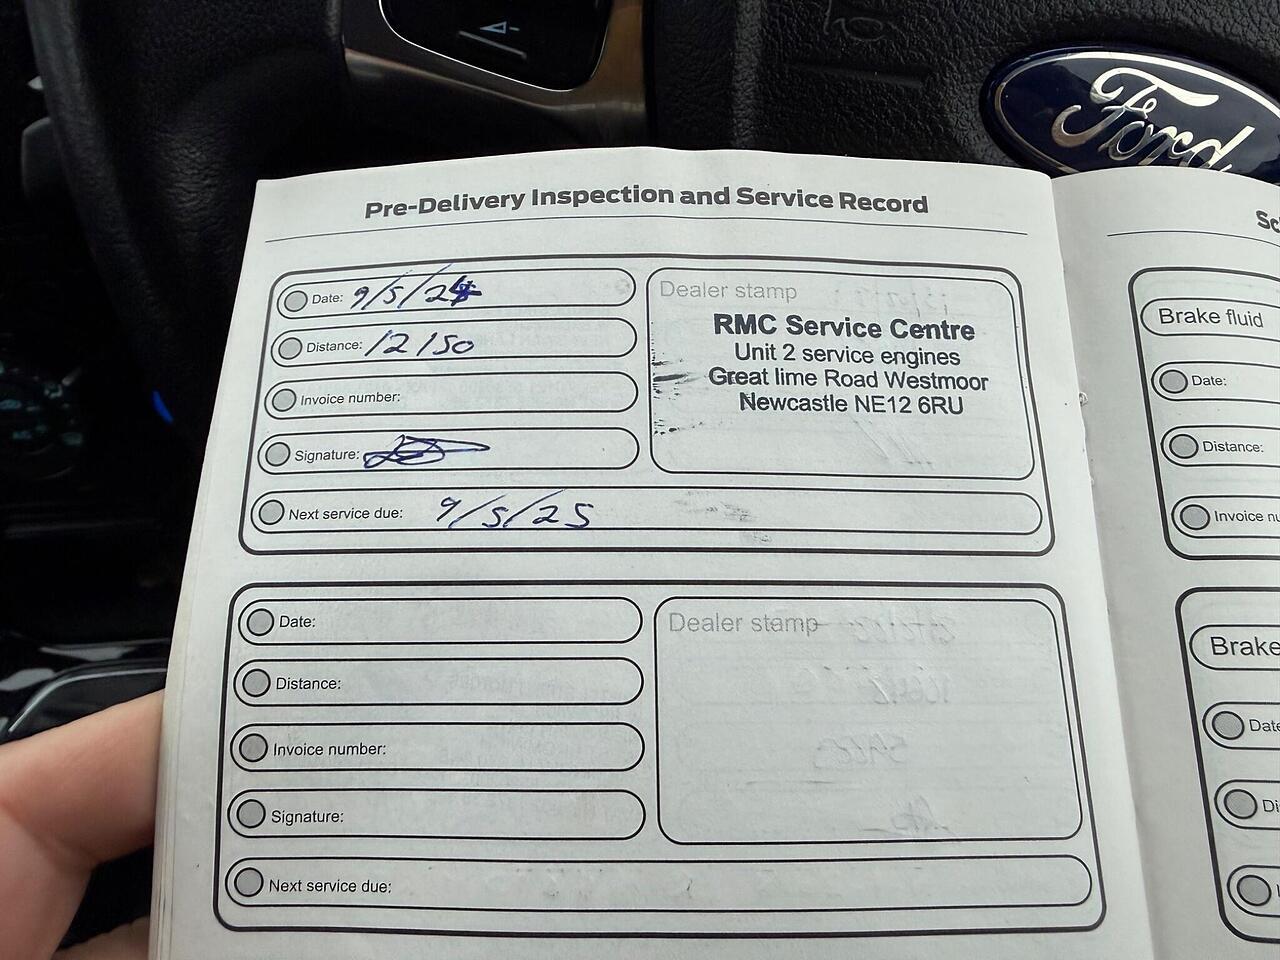 Ford
Pre-Delivery Inspection and Service Record
Date: 9/5/24
Distance: 12150
Invoice number:
Signature:
Next service due: 9/5/25
Dealer stamp
RMC Service Centre
Unit 2 service engines
Great lime Road Westmoor
Newcastle NE12 6RU
Date:
Distance:
Invoice number:
Signature:
Next service due:
Dealer stamp
Brake fluid
Date:
Distance:
Invoice
Brake
Date